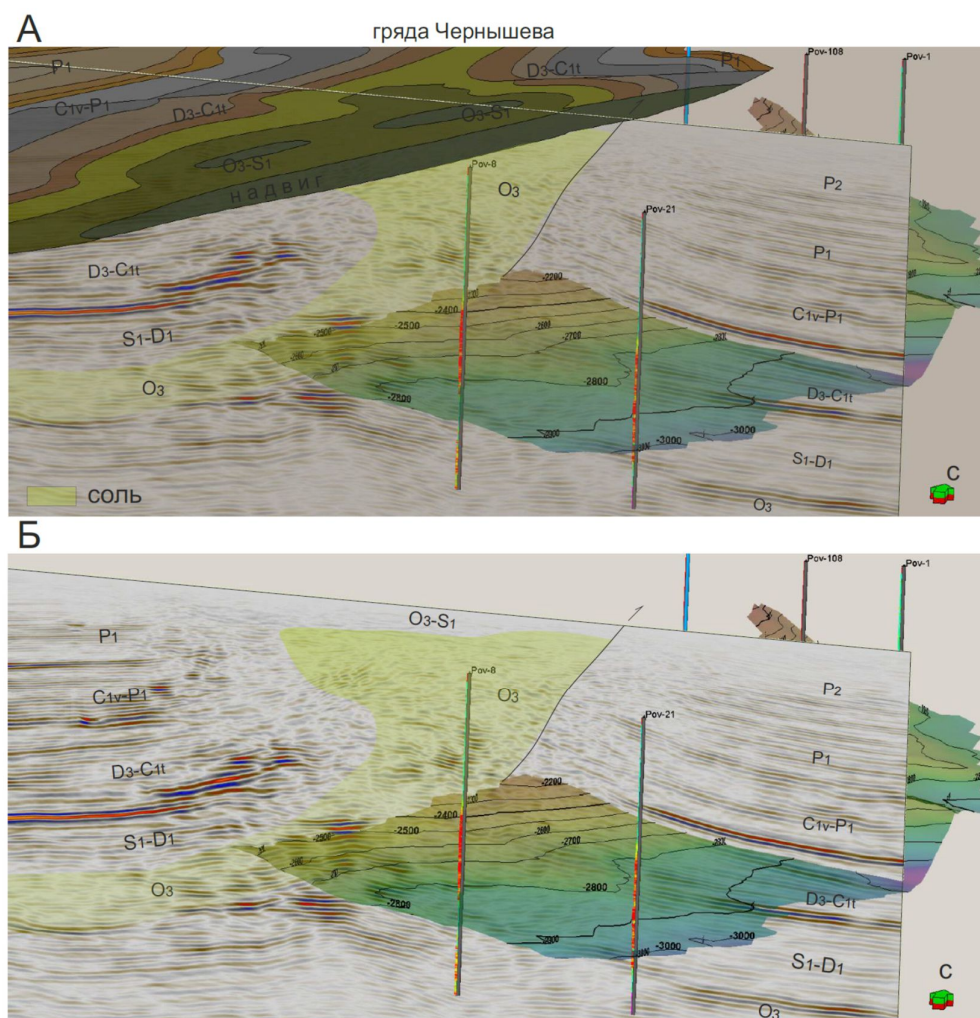 А
гряда Чернышева
P1
C1v-P1
D3-C1t
D3-C1t
P1
Pov-108
Pov-1
O3-S1
O3-S1
надвиг
Pov-8
O3
P2
Pov-21
P1
D3-C1t
-2200
-2400
C1v-P1
-2500
-2500
-2600
-2700
S1-D1
O3
-2800
-2800
D3-C1t
-3000
-3000
S1-D1
соль
O3
С
Б
Pov-108
Pov-1
O3-S1
P1
Pov-8
P2
C1v-P1
O3
Pov-21
P1
D3-C1t
-2200
-2400
C1v-P1
-2500
-2500
-2600
-2700
S1-D1
O3
-2800
-2800
D3-C1t
-3000
-3000
S1-D1
С
O3